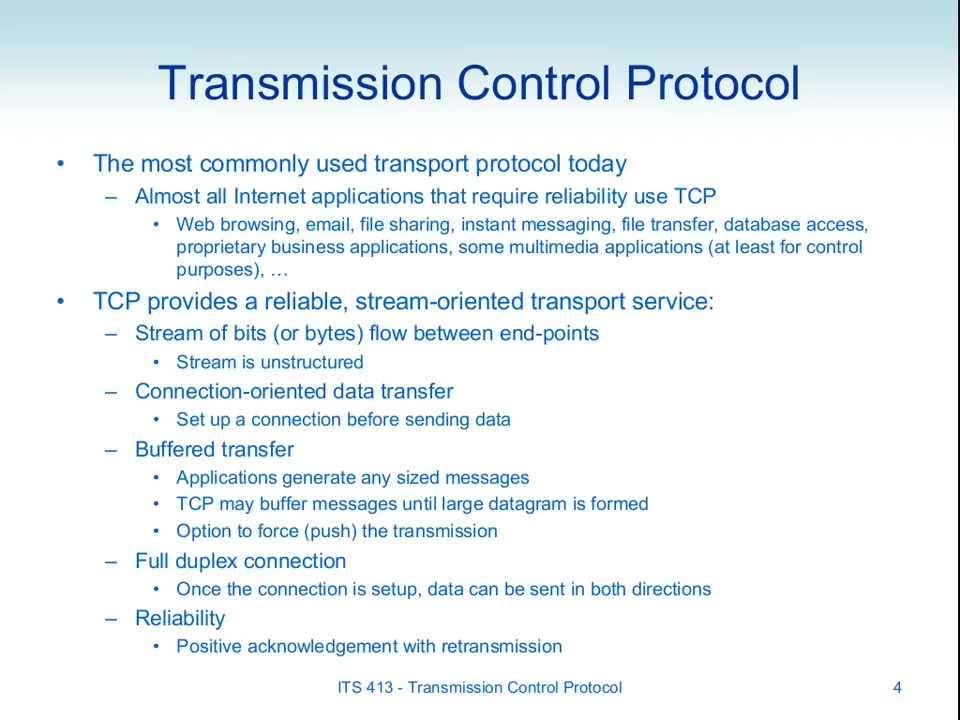 Transmission Control Protocol
• The most commonly used transport protocol today
– Almost all Internet applications that require reliability use TCP
• Web browsing, email, file sharing, instant messaging, file transfer, database access,
proprietary business applications, some multimedia applications (at least for control
purposes), …
• TCP provides a reliable, stream-oriented transport service:
– Stream of bits (or bytes) flow between end-points
• Stream is unstructured
– Connection-oriented data transfer
• Set up a connection before sending data
– Buffered transfer
• Applications generate any sized messages
• TCP may buffer messages until large datagram is formed
• Option to force (push) the transmission
– Full duplex connection
• Once the connection is setup, data can be sent in both directions
– Reliability
• Positive acknowledgement with retransmission
ITS 413 - Transmission Control Protocol
4